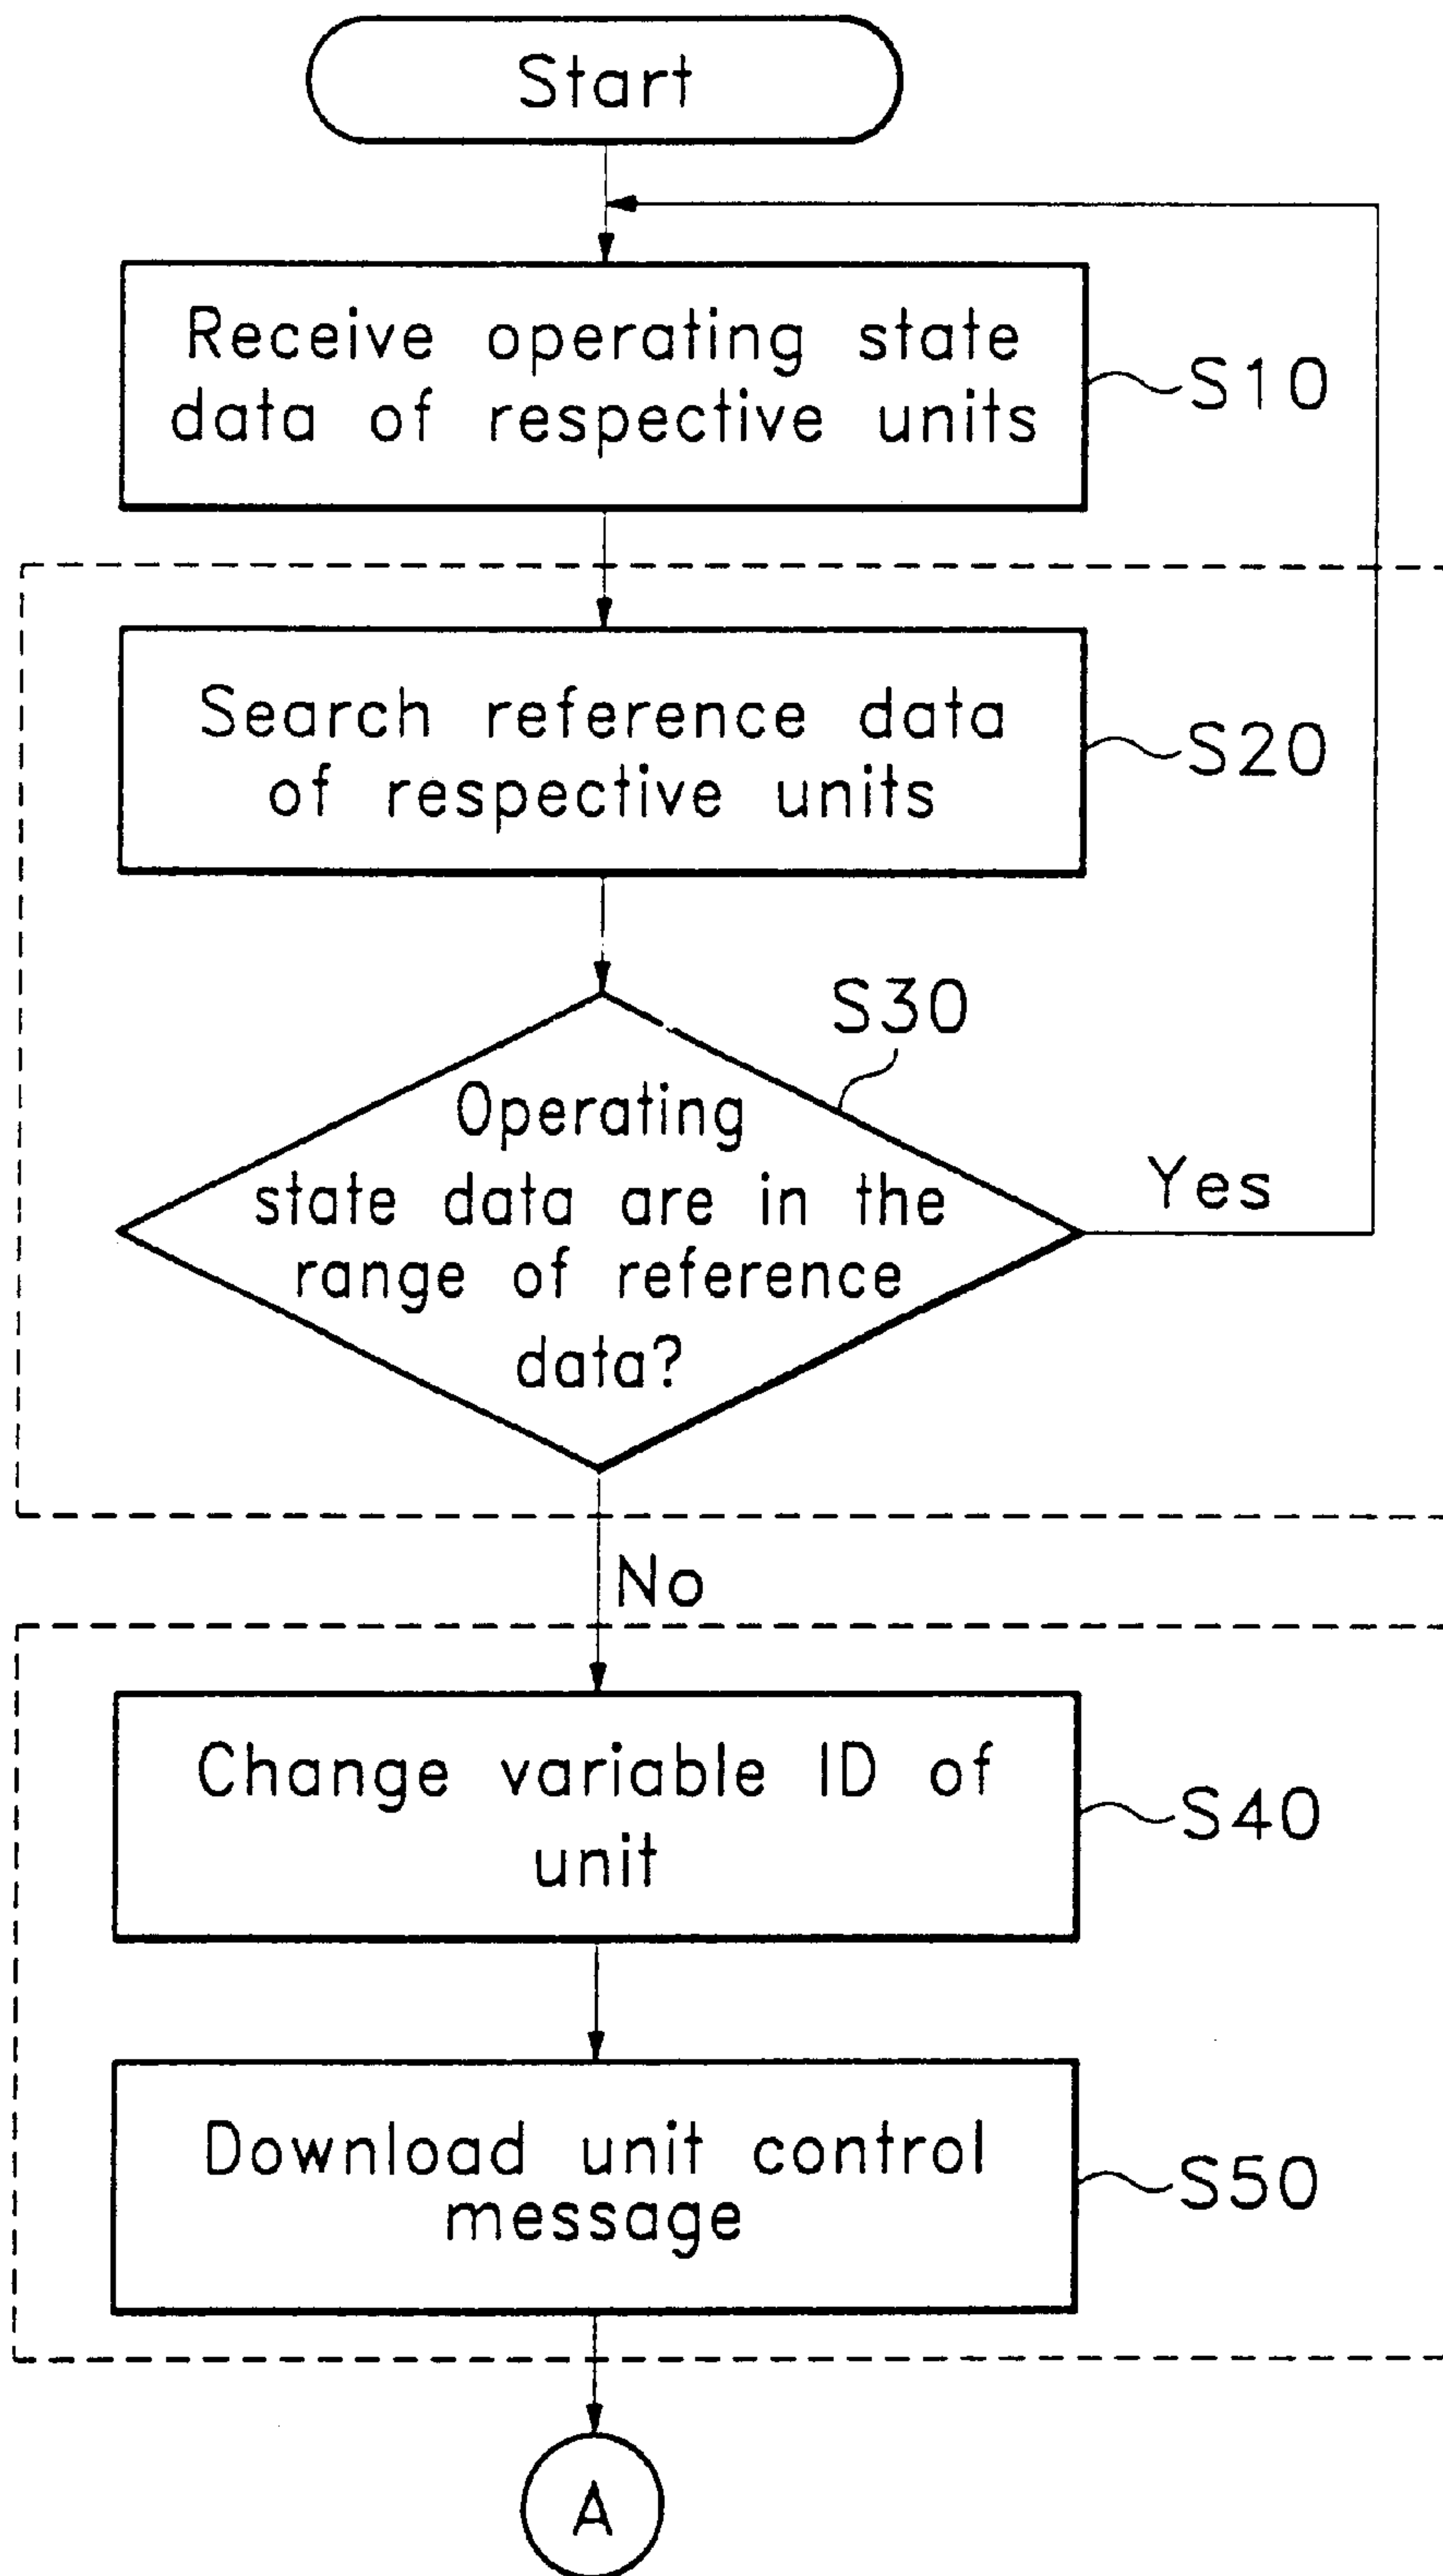 Start
Receive operating state
data of respective units
S10
Search reference data
of respective units
S20
S30
Operating
state data are in the
range of reference
data?
Yes
No
Change variable ID of
unit
S40
Download unit control
message
S50
A